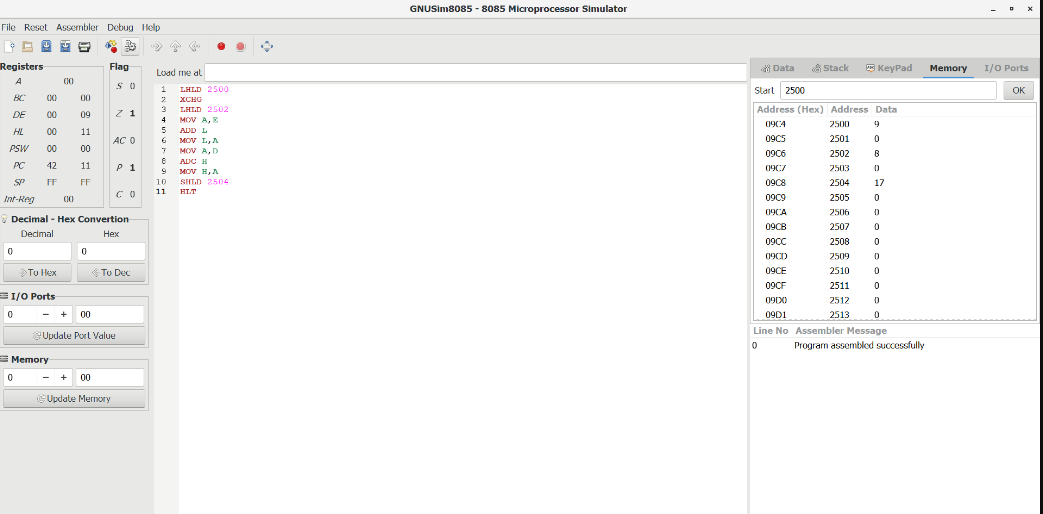 GNUSim8085 - 8085 Microprocessor Simulator
File Reset Assembler Debug Help
Registers
A 00
BC 00 00
DE 00 09
HL 00 11
PSW 00 00
PC 42 11
SP FF FF
Int-Reg 00
Flag
S 0
Z 1
AC 0
P 1
C 0
Decimal - Hex Convertion
Decimal Hex
0 0
To Hex To Dec
I/O Ports
0 − + 00
Update Port Value
Memory
0 − + 00
Update Memory
Load me at
1 LHLD 2500
2 XCHG
3 LHLD 2502
4 MOV A,E
5 ADD L
6 MOV L,A
7 MOV A,D
8 ADC H
9 MOV H,A
10 SHLD 2504
11 HLT
Data Stack KeyPad Memory I/O Ports
Start 2500 OK
Address (Hex) Address Data
09C4 2500 9
09C5 2501 0
09C6 2502 8
09C7 2503 0
09C8 2504 17
09C9 2505 0
09CA 2506 0
09CB 2507 0
09CC 2508 0
09CD 2509 0
09CE 2510 0
09CF 2511 0
09D0 2512 0
09D1 2513 0
Line No Assembler Message
0 Program assembled successfully